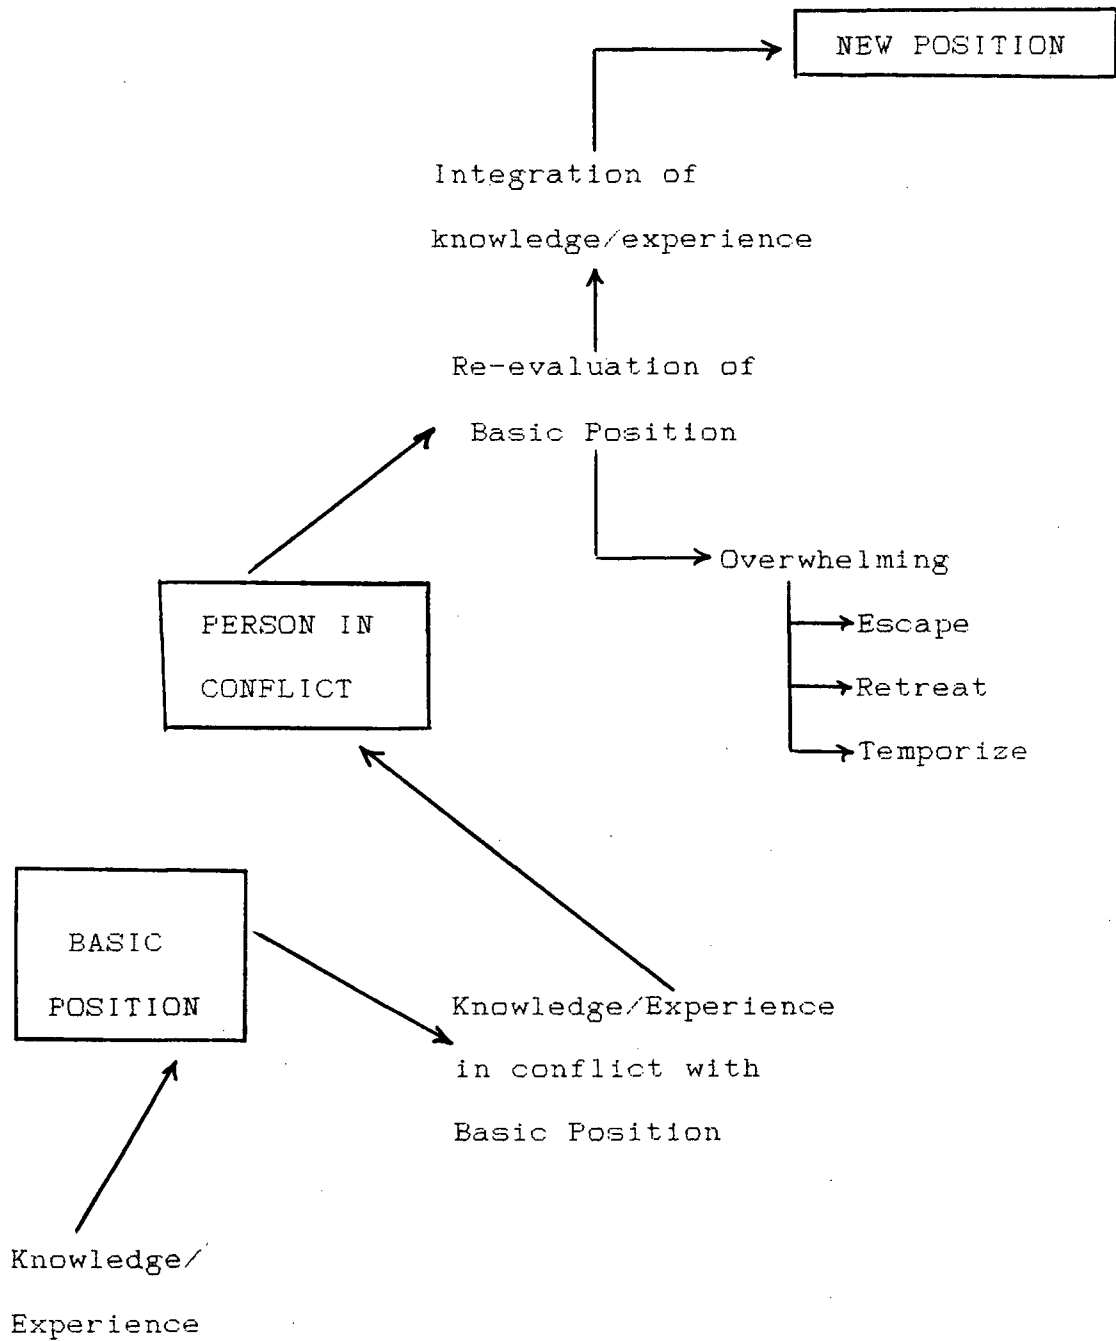 NEW POSITION
Integration of
knowledge/experience
Re-evaluation of
Basic Position
Overwhelming
Escape
Retreat
Temporize
PERSON IN
CONFLICT
BASIC
POSITION
Knowledge/Experience
in conflict with
Basic Position
Knowledge/
Experience